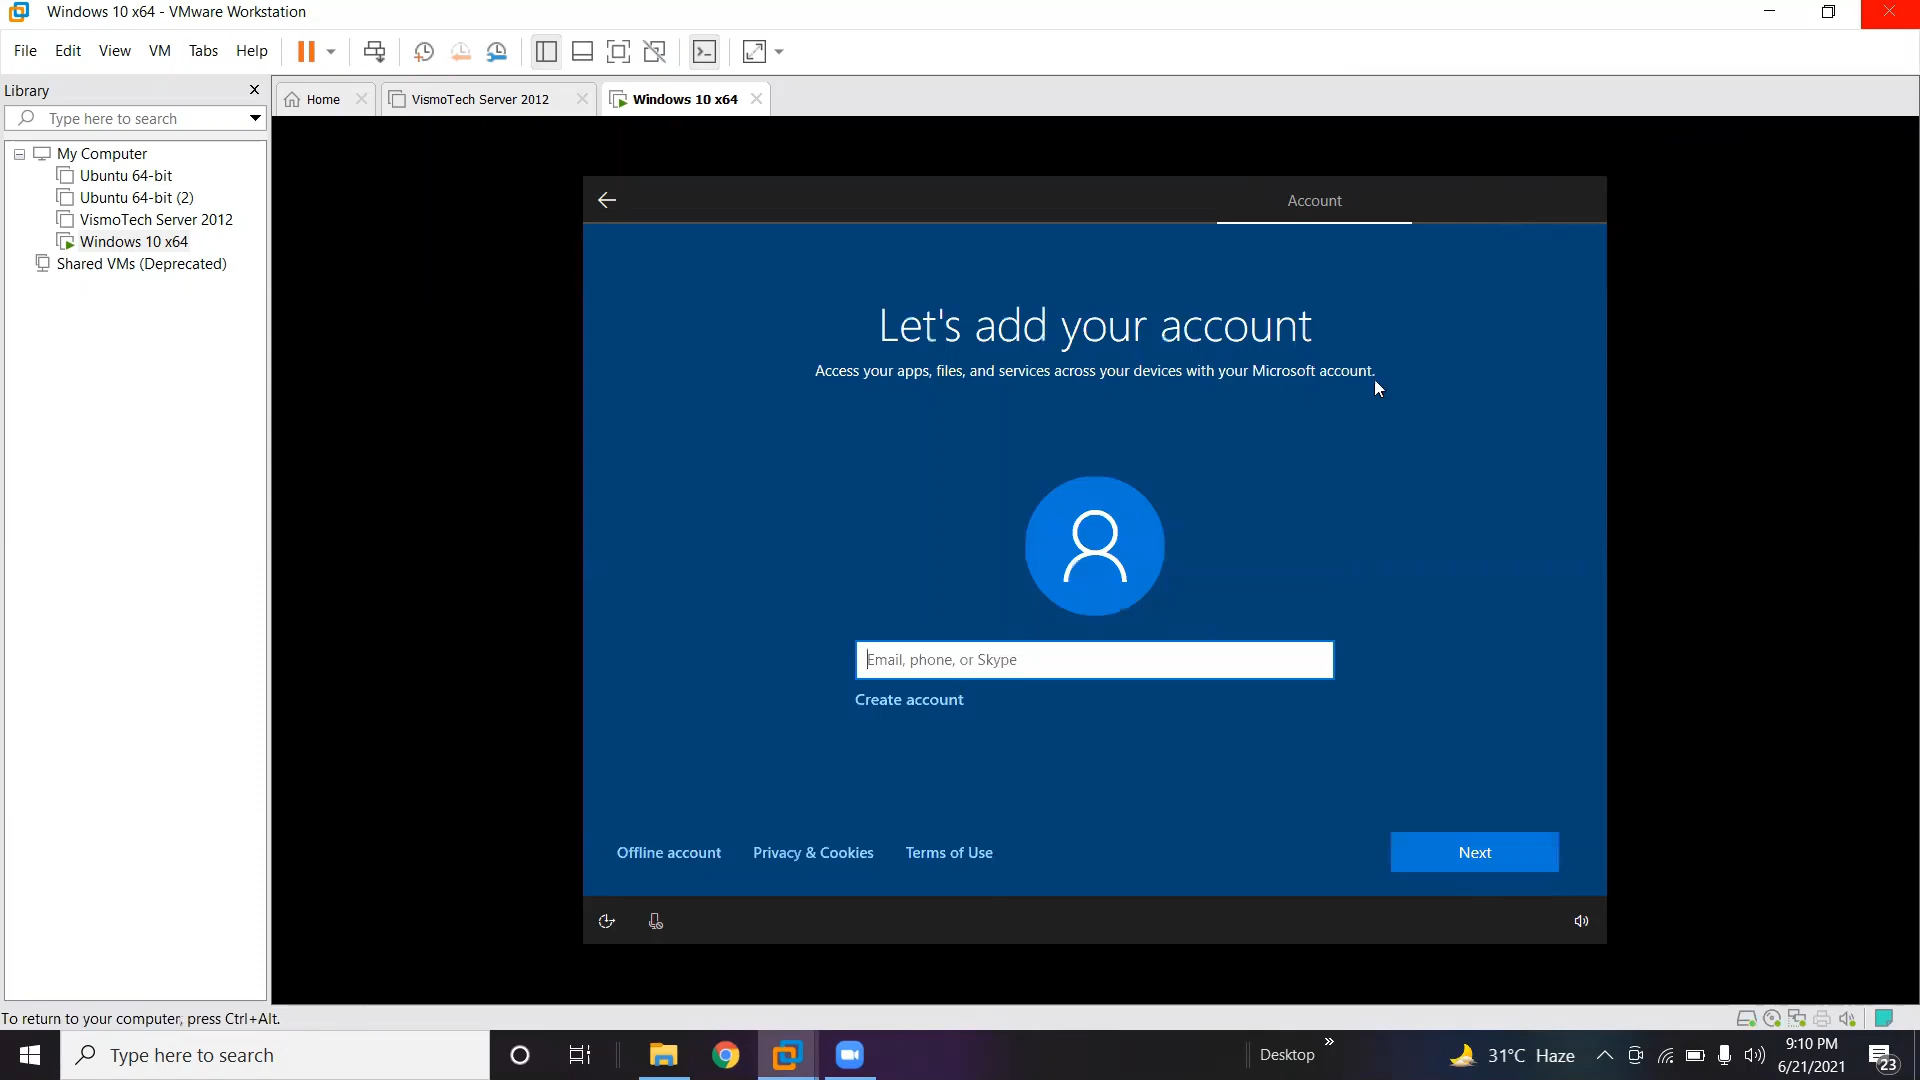 Windows 10 x64 - VMware Workstation
File Edit View VM Tabs Help
Library
Home
VismoTech Server 2012
Windows 10 x64
Type here to search
My Computer
Ubuntu 64-bit
Ubuntu 64-bit (2)
VismoTech Server 2012
Windows 10 x64
Shared VMs (Deprecated)
Account
Let's add your account
Access your apps, files, and services across your devices with your Microsoft account.
Email, phone, or Skype
Create account
Offline account Privacy & Cookies Terms of Use Next
To return to your computer, press Ctrl+Alt.
Type here to search
Desktop
31°C Haze
9:10 PM
6/21/2021
23